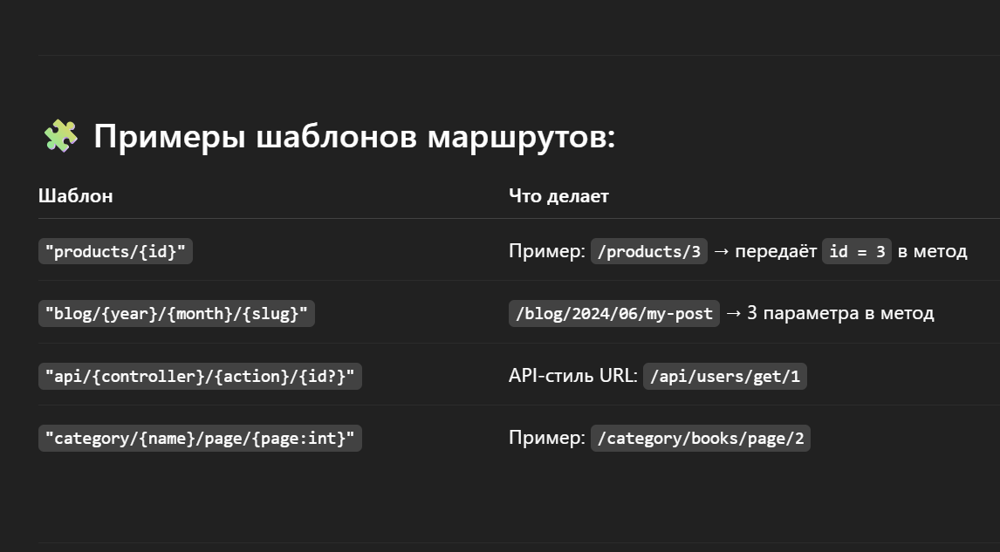 Примеры шаблонов маршрутов:
Шаблон Что делает
"products/{id}" Пример: /products/3 → передаёт id = 3 в метод
"blog/{year}/{month}/{slug}" /blog/2024/06/my-post → 3 параметра в метод
"api/{controller}/{action}/{id?}" API-стиль URL: /api/users/get/1
"category/{name}/page/{page:int}" Пример: /category/books/page/2